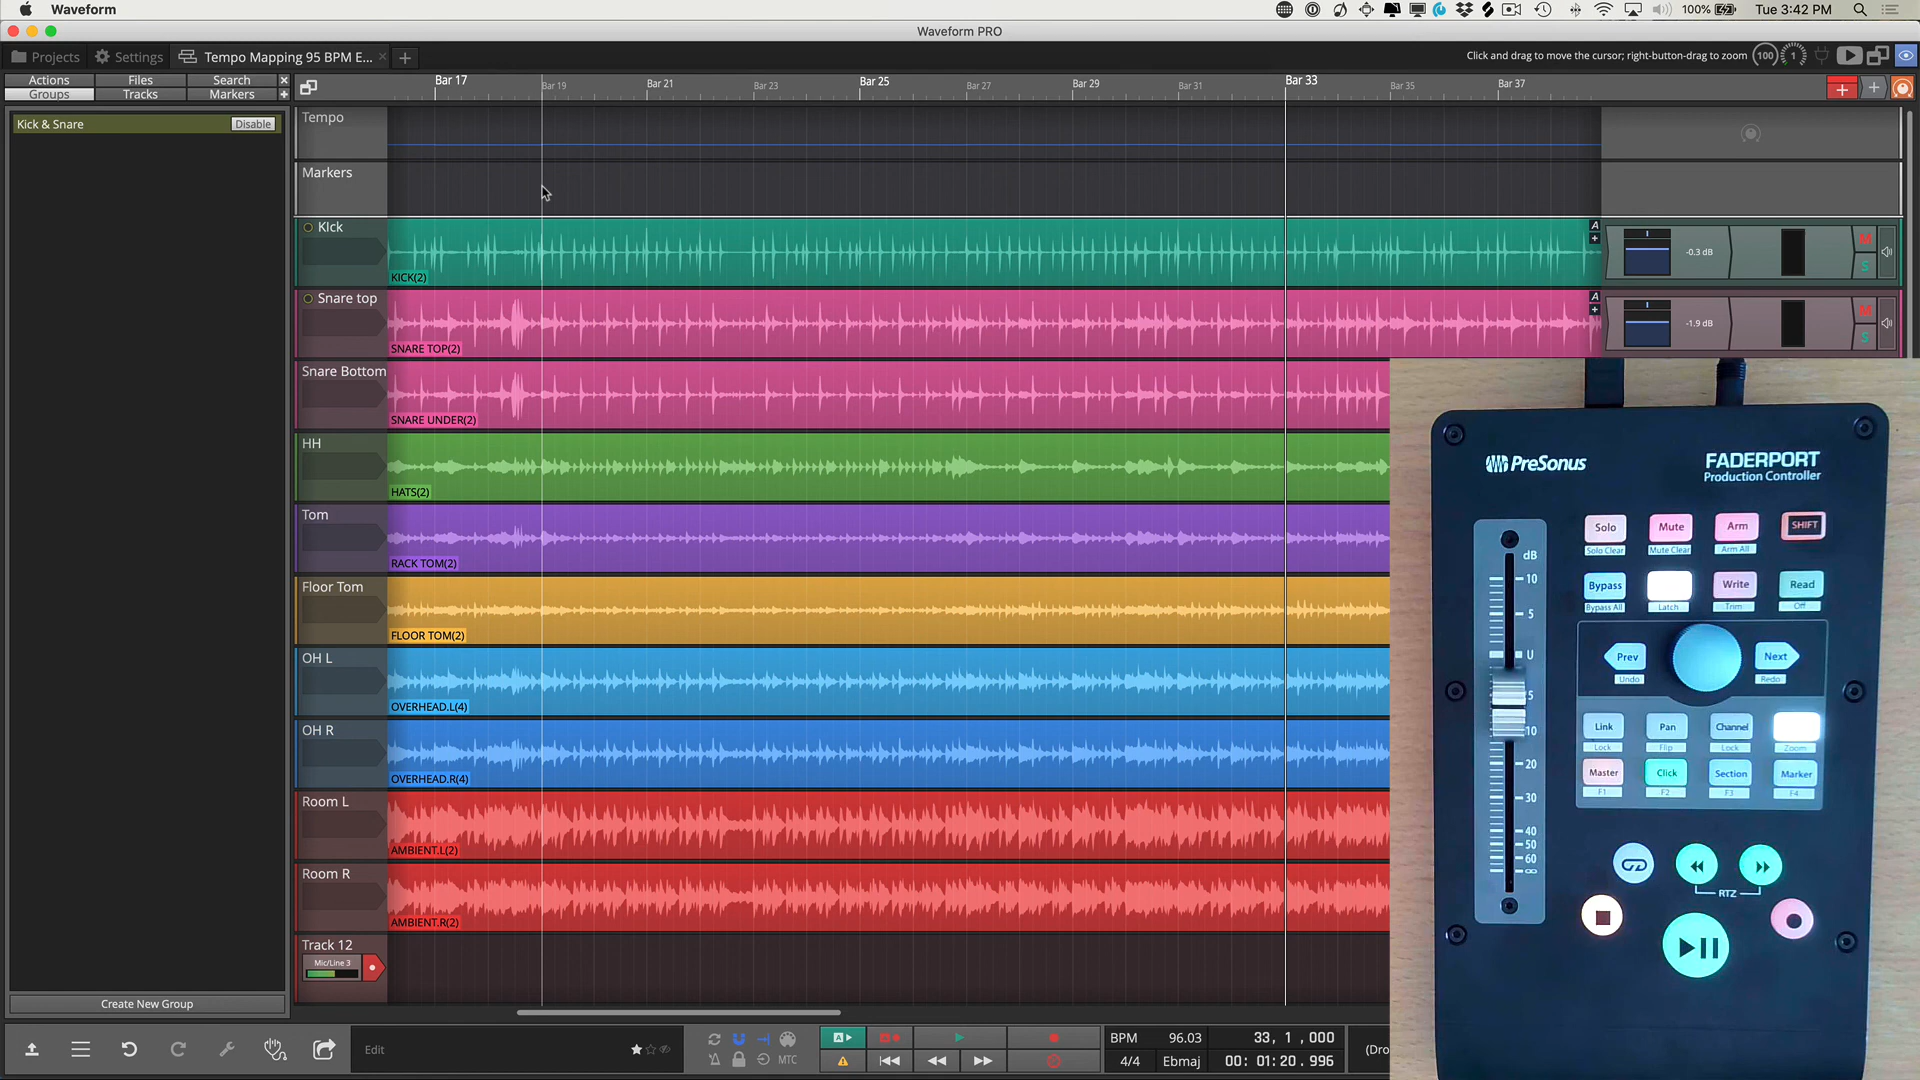 Waveform
100%
Tue 3:42 PM
Waveform PRO
Projects
Settings
Tempo Mapping 95 BPM E...
Click and drag to move the cursor; right-button-drag to zoom
100
1
Actions
Files
Search
Groups
Tracks
Markers
Bar 17
Bar 19
Bar 21
Bar 23
Bar 25
Bar 27
Bar 29
Bar 31
Bar 33
Bar 35
Bar 37
Kick & Snare
Disable
Tempo
Markers
KIck
KICK(2)
A
-0.3 dB
M
S
Snare top
SNARE TOP(2)
A
-1.9 dB
M
S
Snare Bottom
SNARE UNDER(2)
HH
HATS(2)
Tom
RACK TOM(2)
Floor Tom
FLOOR TOM(2)
OH L
OVERHEAD.L(4)
OH R
OVERHEAD.R(4)
Room L
AMBIENT.L(2)
Room R
AMBIENT.R(2)
Track 12
Mic/Line 3
Create New Group
Edit
MTC
A
BPM
96.03
33, 1 ,000
4/4
Ebmaj
00: 01: 20 .996
(Dro
PreSonus
FADERPORT
Production Controller
Solo
Mute
Arm
SHIFT
Solo Clear
Mute Clear
Arm All
Bypass
Write
Read
Bypass All
Latch
Trim
Off
Prev
Next
Undo
Redo
Link
Pan
Channel
Lock
Flip
Lock
Zoom
Master
Click
Section
Marker
F1
F2
F3
F4
RTZ
dB
10
5
U
5
10
20
30
40
50
60
∞